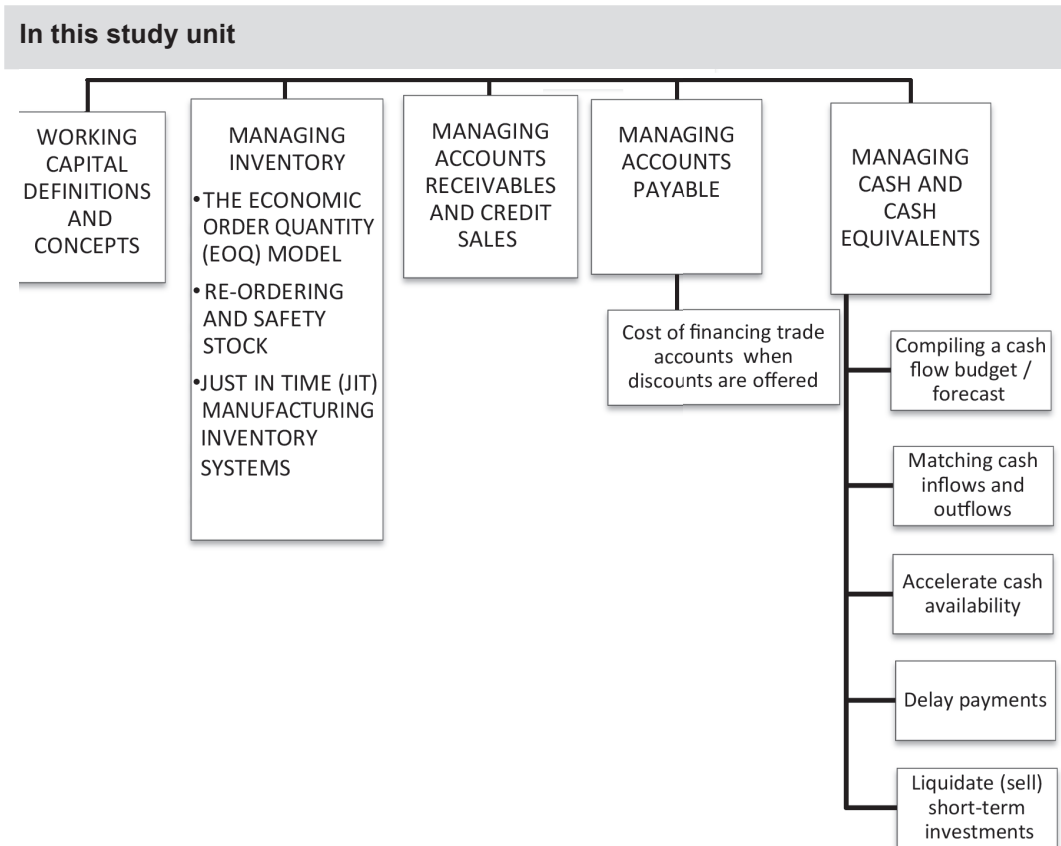 In this study unit
WORKING
CAPITAL
DEFINITIONS
AND
CONCEPTS
MANAGING
INVENTORY
•THE ECONOMIC
ORDER QUANTITY
(EOQ) MODEL
•RE-ORDERING
AND SAFETY
STOCK
•JUST IN TIME (JIT)
MANUFACTURING
INVENTORY
SYSTEMS
MANAGING
ACCOUNTS
RECEIVABLES
AND CREDIT
SALES
MANAGING
ACCOUNTS
PAYABLE
Cost of financing trade
accounts when
discounts are offered
MANAGING
CASH AND
CASH
EQUIVALENTS
Compiling a cash
flow budget /
forecast
Matching cash
inflows and
outflows
Accelerate cash
availability
Delay payments
Liquidate (sell)
short-term
investments